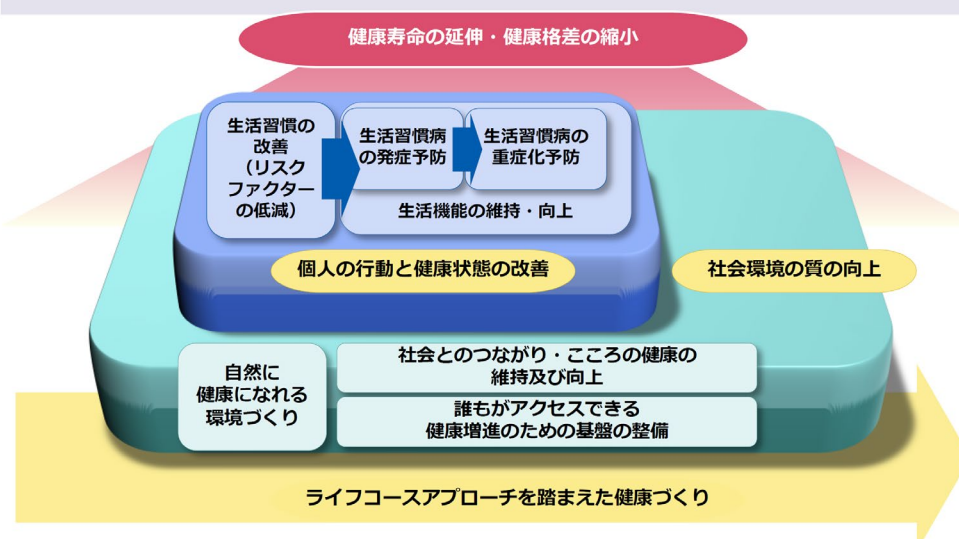 健康寿命の延伸・健康格差の縮小
生活習慣の
改善
（リスク
ファクター
の低減）
生活習慣病
の発症予防
生活習慣病の
重症化予防
生活機能の維持・向上
個人の行動と健康状態の改善
社会環境の質の向上
自然に
健康になれる
環境づくり
社会とのつながり・こころの健康の
維持及び向上
誰もがアクセスできる
健康増進のための基盤の整備
ライフコースアプローチを踏まえた健康づくり